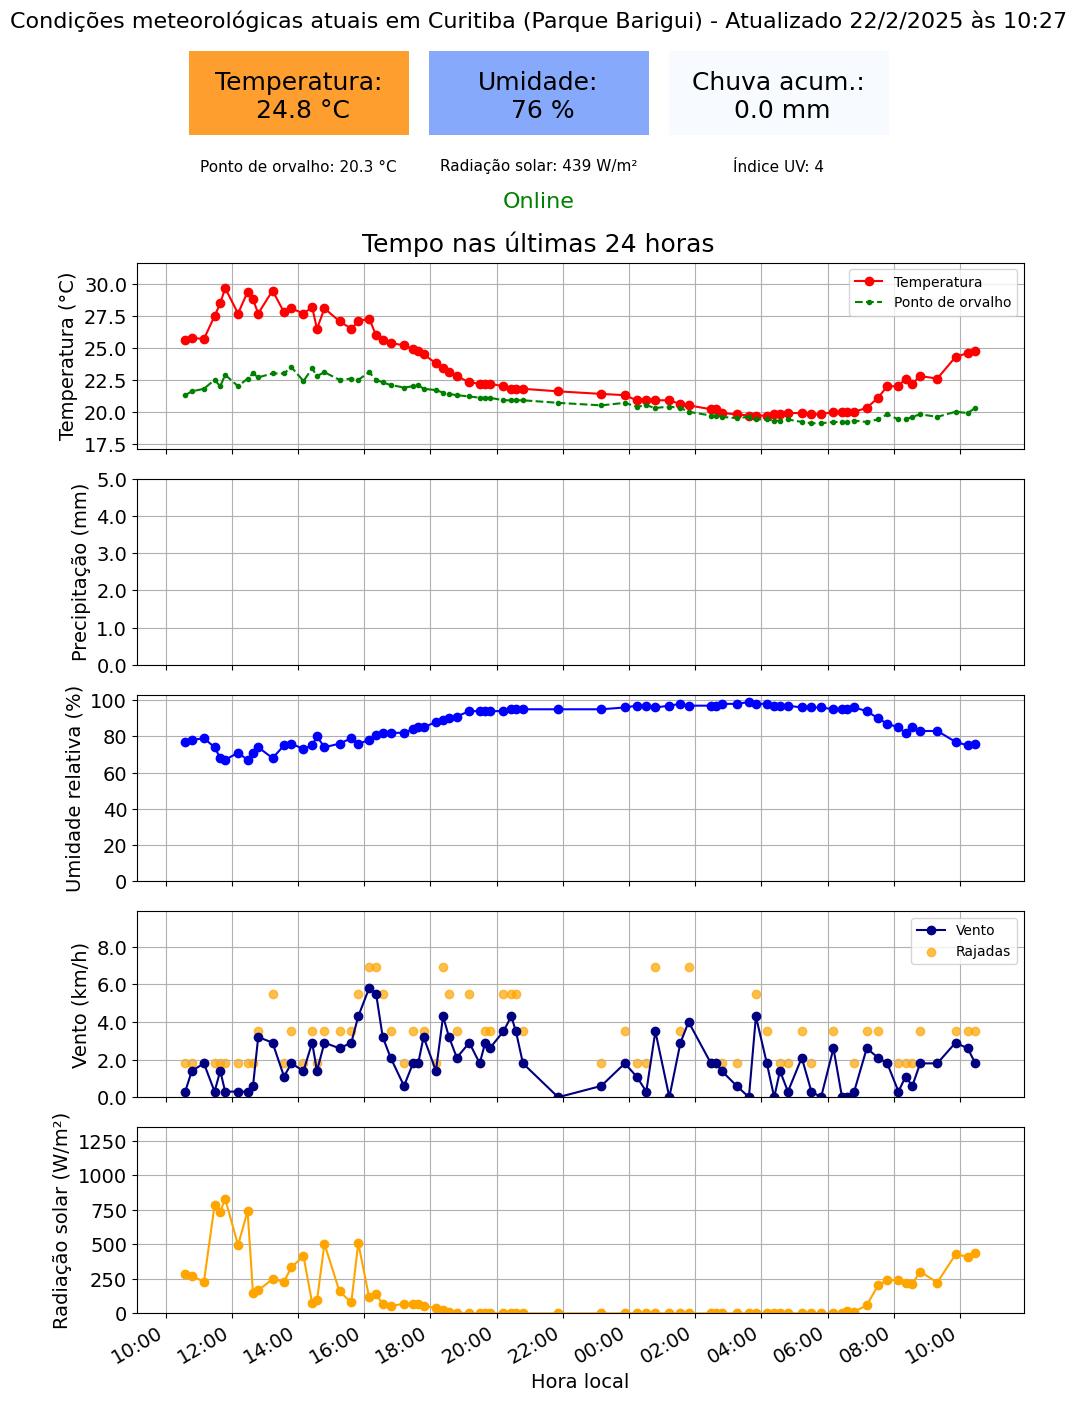 Condições meteorológicas atuais em Curitiba (Parque Barigui) - Atualizado 22/2/2025 às 10:27
Temperatura:
24.8 °C
Umidade:
76 %
Chuva acum.:
0.0 mm
Ponto de orvalho: 20.3 °C
Radiação solar: 439 W/m²
Índice UV: 4
Online
Tempo nas últimas 24 horas
Temperatura (°C)
30.0
27.5
25.0
22.5
20.0
17.5
Temperatura
Ponto de orvalho
Precipitação (mm)
5.0
4.0
3.0
2.0
1.0
0.0
Umidade relativa (%)
100
80
60
40
20
0
Vento (km/h)
8.0
6.0
4.0
2.0
0.0
Vento
Rajadas
Radiação solar (W/m²)
1250
1000
750
500
250
0
10:00
12:00
14:00
16:00
18:00
20:00
22:00
00:00
02:00
04:00
06:00
08:00
10:00
Hora local